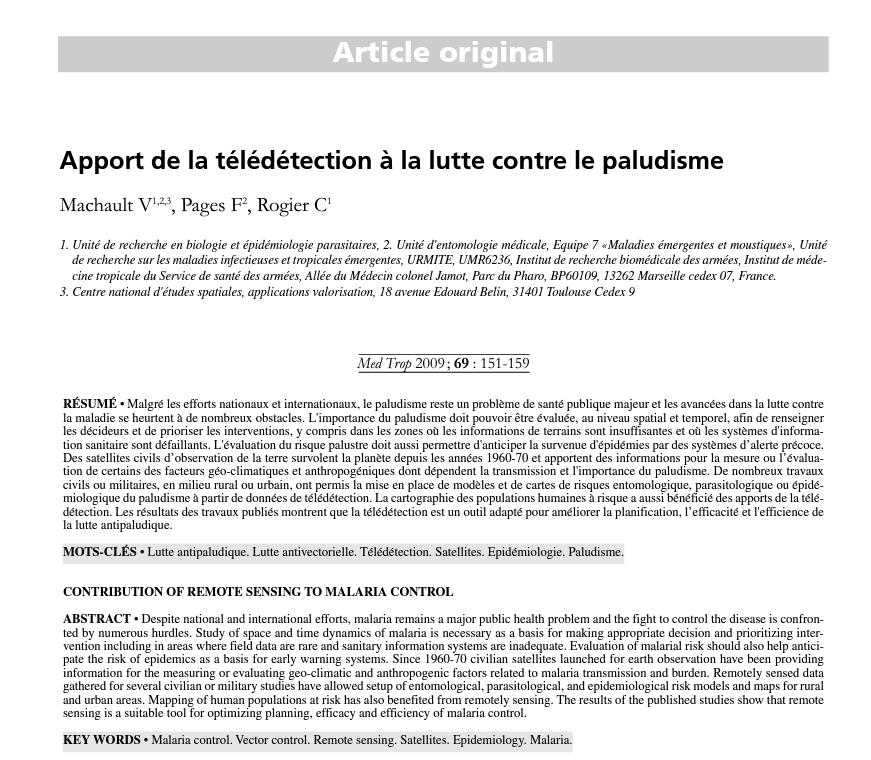 Article original
Apport de la télédétection à la lutte contre le paludisme
Machault V1,2,3, Pages F2, Rogier C1
1. Unité de recherche en biologie et épidémiologie parasitaires, 2. Unité d'entomologie médicale, Equipe 7 «Maladies émergentes et moustiques», Unité
de recherche sur les maladies infectieuses et tropicales émergentes, URMITE, UMR6236, Institut de recherche biomédicale des armées, Institut de méde-
cine tropicale du Service de santé des armées, Allée du Médecin colonel Jamot, Parc du Pharo, BP60109, 13262 Marseille cedex 07, France.
3. Centre national d'études spatiales, applications valorisation, 18 avenue Edouard Belin, 31401 Toulouse Cedex 9
Med Trop 2009 ; 69 : 151-159
RÉSUMÉ • Malgré les efforts nationaux et internationaux, le paludisme reste un problème de santé publique majeur et les avancées dans la lutte contre
la maladie se heurtent à de nombreux obstacles. L'importance du paludisme doit pouvoir être évaluée, au niveau spatial et temporel, afin de renseigner
les décideurs et de prioriser les interventions, y compris dans les zones où les informations de terrains sont insuffisantes et où les systèmes d'informa-
tion sanitaire sont défaillants. L'évaluation du risque palustre doit aussi permettre d'anticiper la survenue d'épidémies par des systèmes d'alerte précoce.
Des satellites civils d'observation de la terre survolent la planète depuis les années 1960-70 et apportent des informations pour la mesure ou l'évalua-
tion de certains des facteurs géo-climatiques et anthropogéniques dont dépendent la transmission et l'importance du paludisme. De nombreux travaux
civils ou militaires, en milieu rural ou urbain, ont permis la mise en place de modèles et de cartes de risques entomologique, parasitologique ou épidé-
miologique du paludisme à partir de données de télédétection. La cartographie des populations humaines à risque a aussi bénéficié des apports de la télé-
détection. Les résultats des travaux publiés montrent que la télédétection est un outil adapté pour améliorer la planification, l'efficacité et l'efficience de
la lutte antipaludique.
MOTS-CLÉS • Lutte antipaludique. Lutte antivectorielle. Télédétection. Satellites. Epidémiologie. Paludisme.
CONTRIBUTION OF REMOTE SENSING TO MALARIA CONTROL
ABSTRACT • Despite national and international efforts, malaria remains a major public health problem and the fight to control the disease is confron-
ted by numerous hurdles. Study of space and time dynamics of malaria is necessary as a basis for making appropriate decision and prioritizing inter-
vention including in areas where field data are rare and sanitary information systems are inadequate. Evaluation of malarial risk should also help antici-
pate the risk of epidemics as a basis for early warning systems. Since 1960-70 civilian satellites launched for earth observation have been providing
information for the measuring or evaluating geo-climatic and anthropogenic factors related to malaria transmission and burden. Remotely sensed data
gathered for several civilian or military studies have allowed setup of entomological, parasitological, and epidemiological risk models and maps for rural
and urban areas. Mapping of human populations at risk has also benefited from remotely sensing. The results of the published studies show that remote
sensing is a suitable tool for optimizing planning, efficacy and efficiency of malaria control.
KEY WORDS • Malaria control. Vector control. Remote sensing. Satellites. Epidemiology. Malaria.